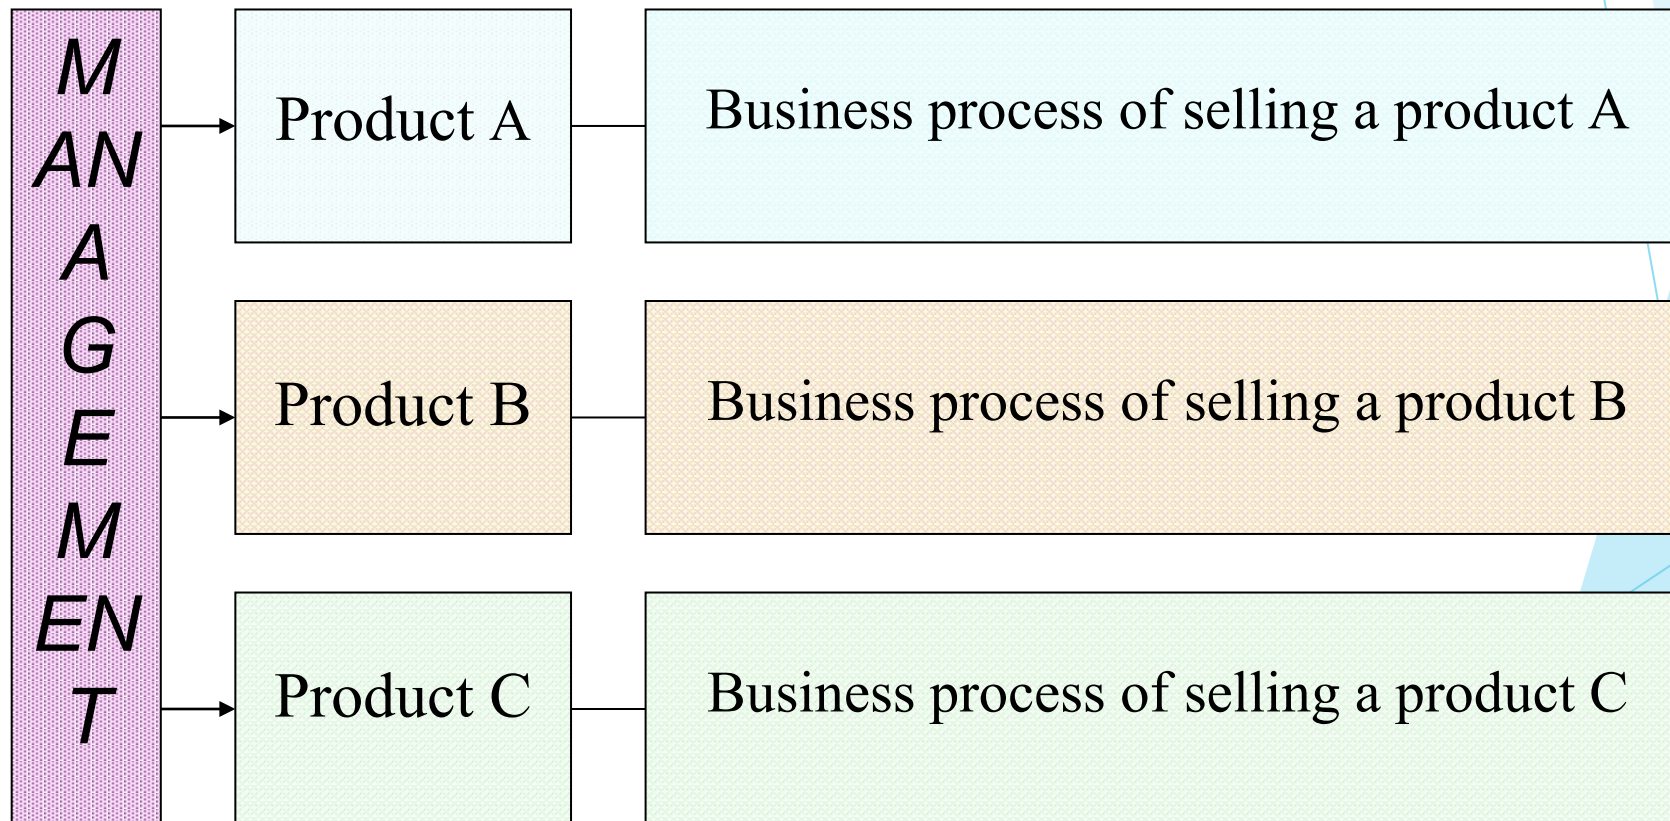 M
AN
A
G
E
M
EN
T
Product A
Business process of selling a product A
Product B
Business process of selling a product B
Product C
Business process of selling a product C